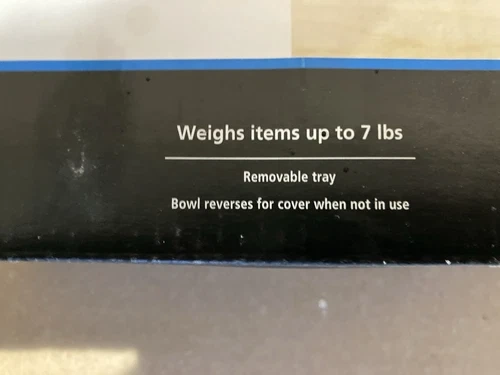 Weighs items up to 7 lbs
Removable tray
Bowl reverses for cover when not in use